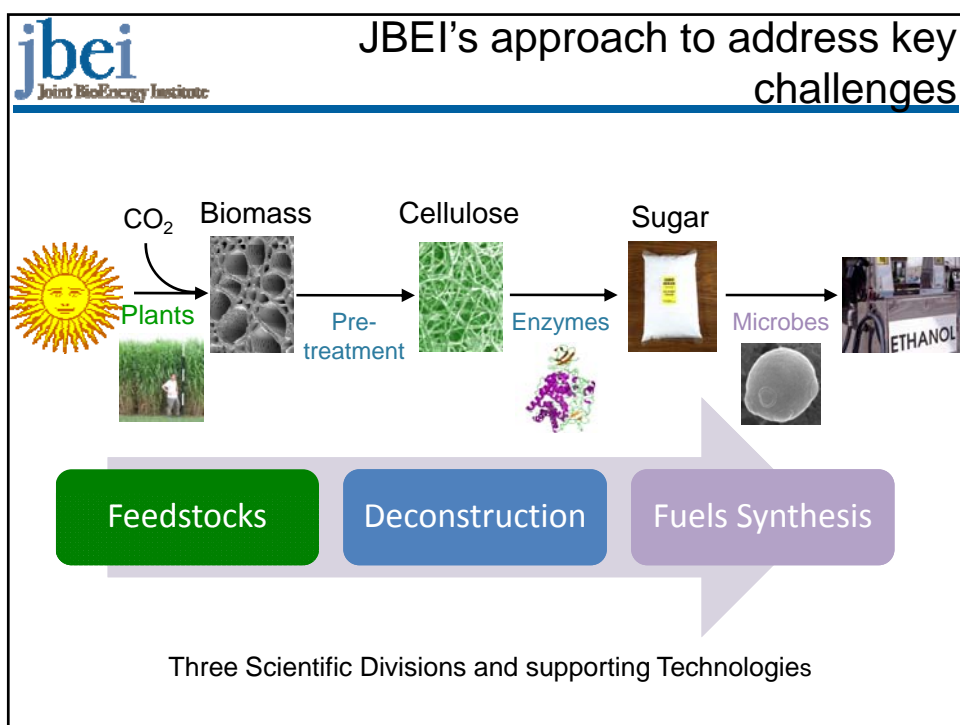 jbei
Joint BioEnergy Institute
JBEI's approach to address key
challenges
CO2
Biomass
Cellulose
Sugar
Plants
Pre-
treatment
Enzymes
Microbes
ETHANOL
Feedstocks
Deconstruction
Fuels Synthesis
Three Scientific Divisions and supporting Technologies